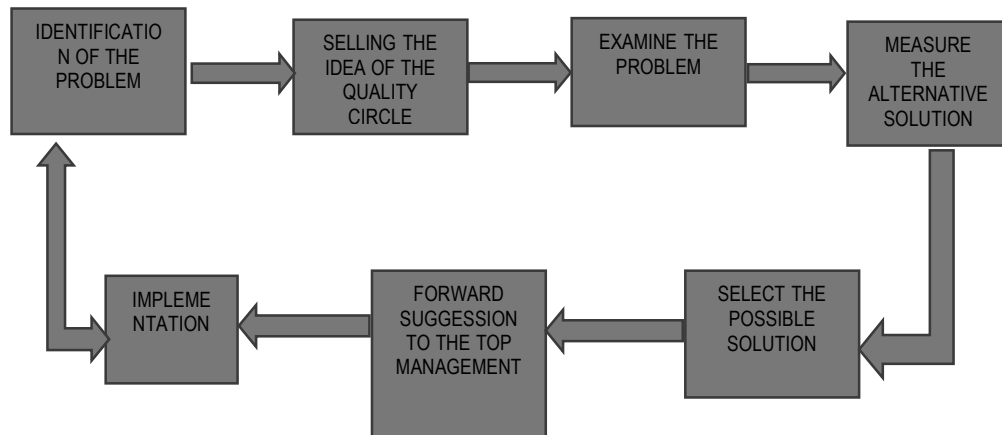 IDENTIFICATIO
N OF THE
PROBLEM
SELLING THE
IDEA OF THE
QUALITY
CIRCLE
EXAMINE THE
PROBLEM
MEASURE
THE
ALTERNATIVE
SOLUTION
SELECT THE
POSSIBLE
SOLUTION
FORWARD
SUGGESSION
TO THE TOP
MANAGEMENT
IMPLEME
NTATION